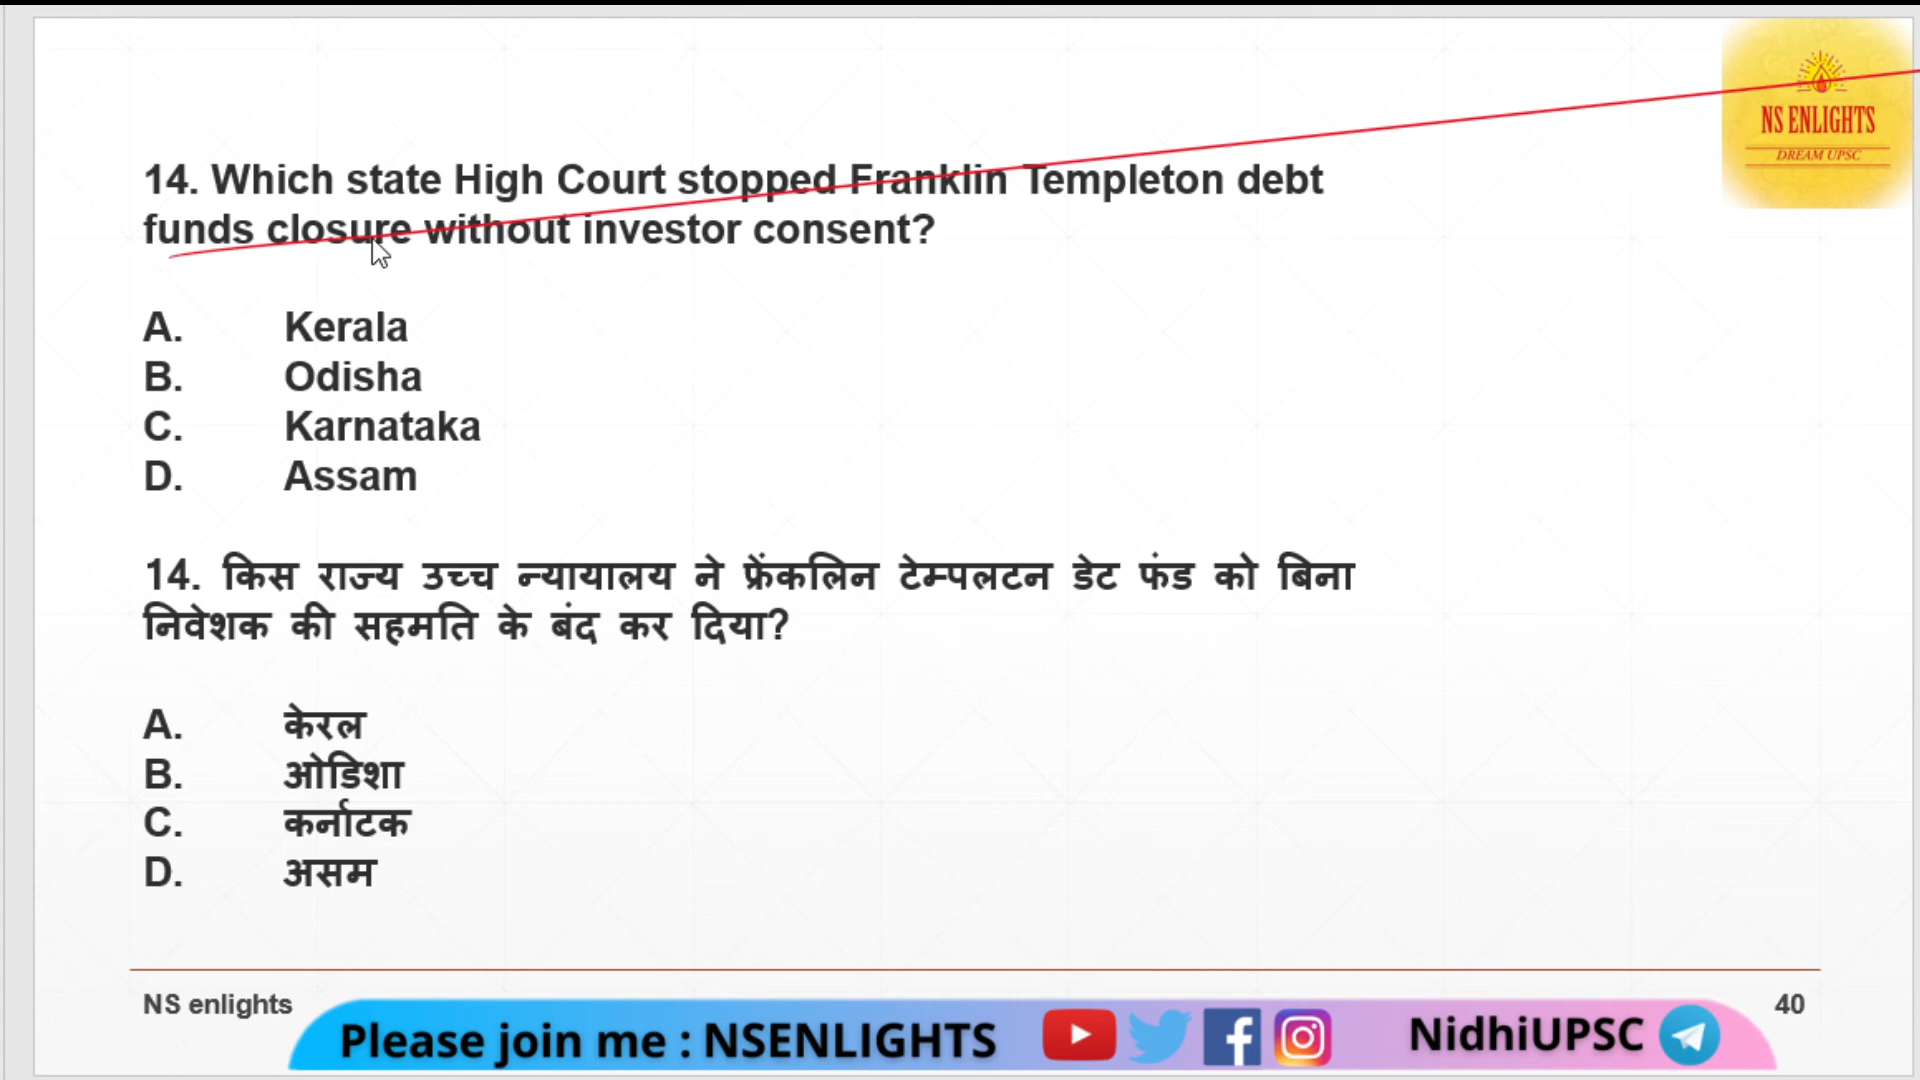 NS ENLIGHTS
DREAM UPSC
14. Which state High Court stopped Franklin Templeton debt
funds closure without investor consent?
A. Kerala
B. Odisha
C. Karnataka
D. Assam
14. किस राज्य उच्च न्यायालय ने फ्रेंकलिन टेम्पलटन डेट फंड को बिना
निवेशक की सहमति के बंद कर दिया?
A. केरल
B. ओडिशा
C. कर्नाटक
D. असम
NS enlights
40
Please join me : NSENLIGHTS
NidhiUPSC